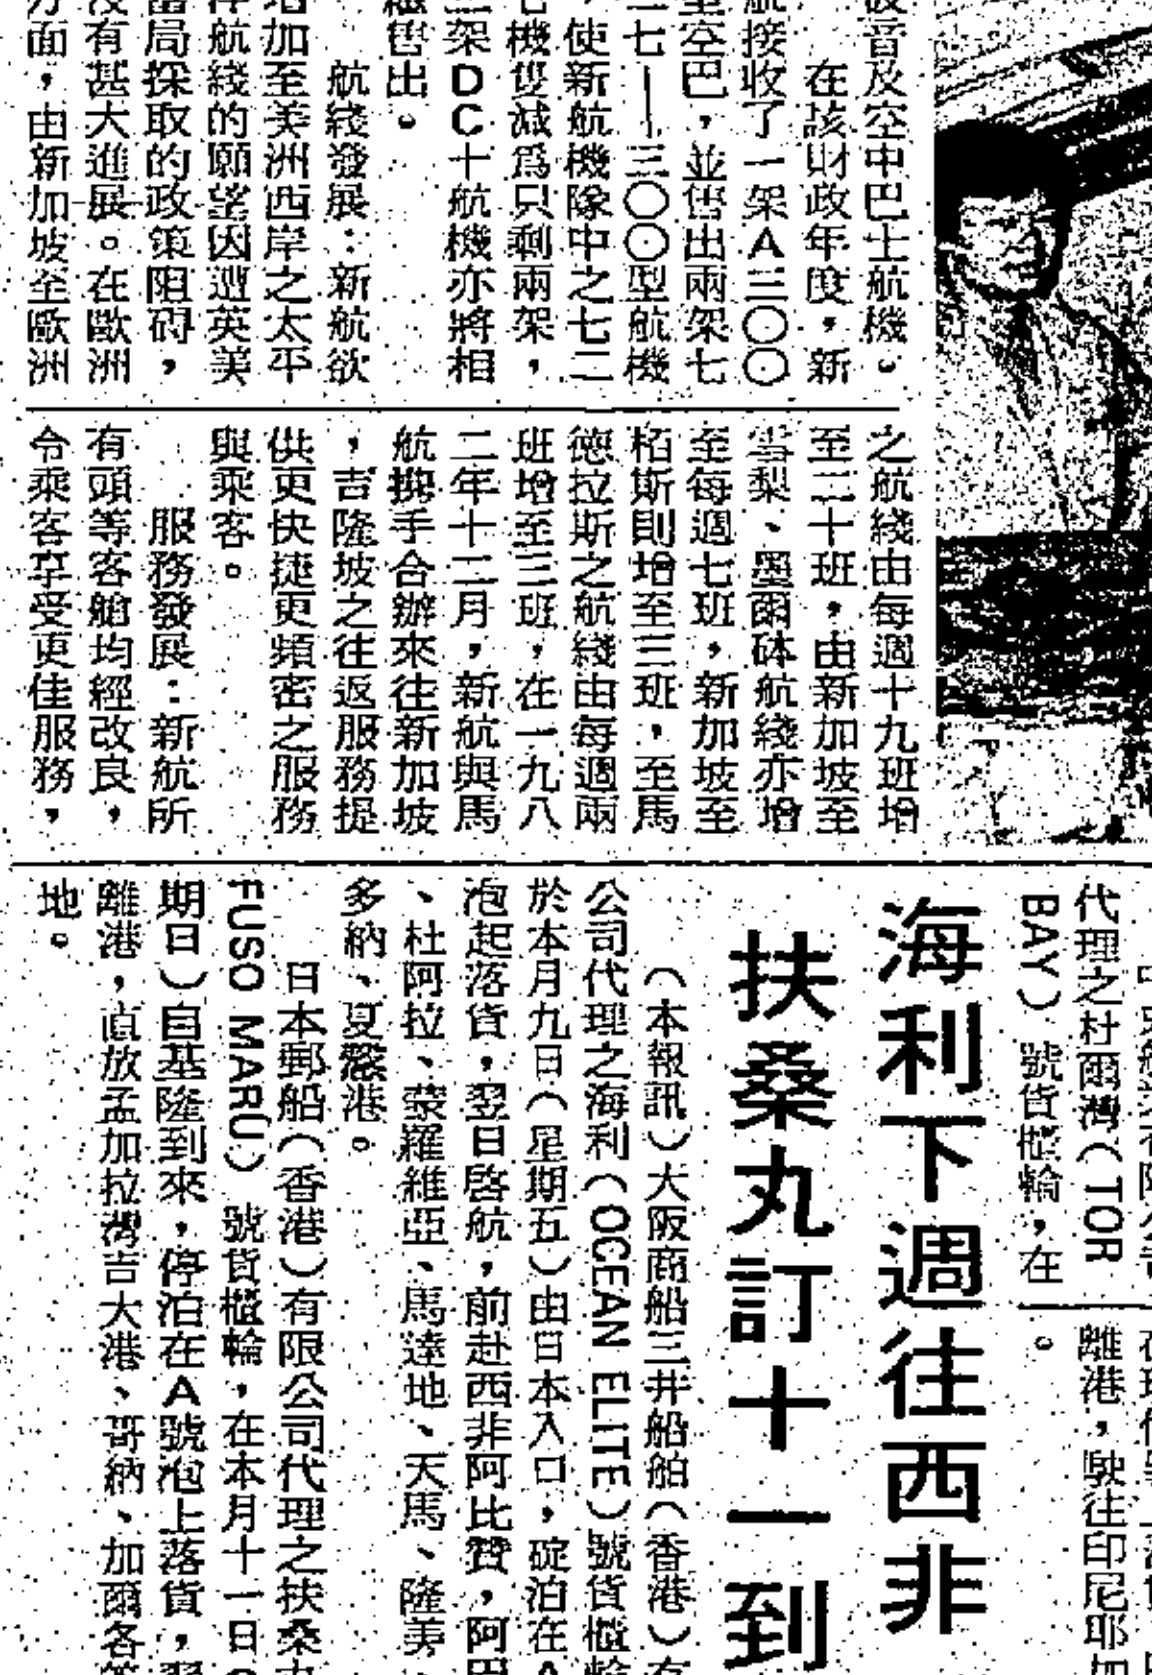 波音及空中巴士航機。
在該財政年度，新
航接收了一架A三〇〇
型空巴，並售出兩架七
二七—二〇〇型航機
，使新航機隊中之七二
七機隻減爲只剩兩架，
三架DC十航機亦將相
繼售出。
航綫發展：新航欲
增加至美洲西岸之太平
洋航綫的願望因遭英美
當局採取的政策阻碍，
沒有甚大進展。在歐洲
方面，由新加坡至歐洲
之航綫由每週十九班增
至二十班，由新加坡至
雪梨、墨爾砵航綫亦增
至每週七班，新加坡至
栢斯則增至三班，至馬
德拉斯之航綫由每週兩
班增至三班，在一九八
二年十二月，新航與馬
航携手合辦來往新加坡
，吉隆坡之往返服務提
供更快捷更頻密之服務
與乘客。
服務發展：新航所
有頭等客艙均經改良，
令乘客享受更佳服務，
代理之杜爾灣（TOR
BAY）號貨櫃輪，在
離港，駛往印尼耶加
。
海利下週往西非
扶桑丸訂十一到
（本報訊）大阪商船三井船舶（香港）有
公司代理之海利（OCEAN ELITE）號貨櫃輪
於本月九日（星期五）由日本入口，碇泊在A
泡起落貨，翌日啓航，前赴西非阿比贊，阿
、杜阿拉、蒙羅維亞、馬達地、天馬、隆美、
多納、夏慤港。
日本郵船（香港）有限公司代理之扶桑丸
FUSO MARU）號貨櫃輪，在本月十一日
期日）自基隆到來，停泊在A號泡上落貨，翌
離港，直放孟加拉灣吉大港、哥納、加爾各等
地。